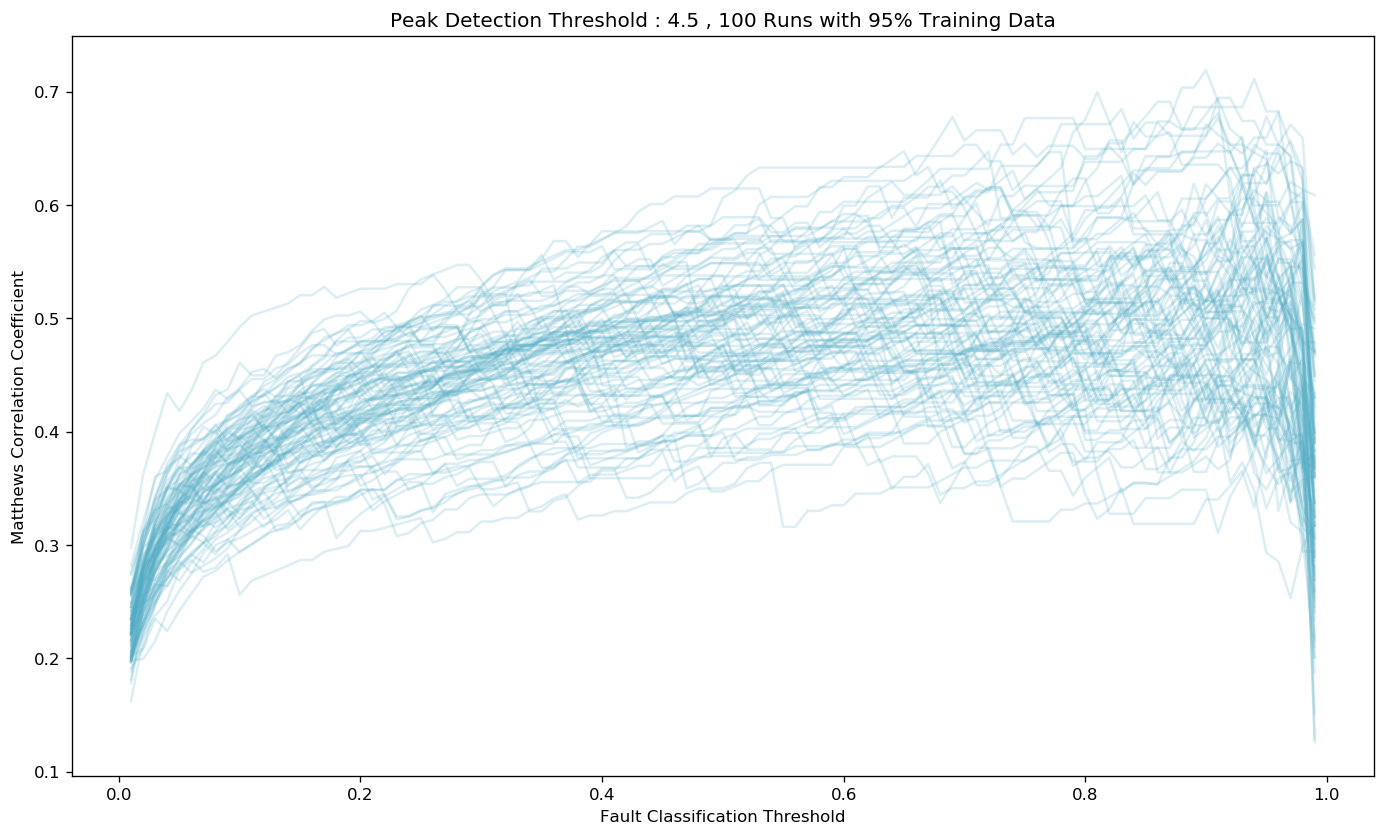 Peak Detection Threshold : 4.5 , 100 Runs with 95% Training Data
Matthews Correlation Coefficient
0.7
0.6
0.5
0.4
0.3
0.2
0.1
0.0 0.2 0.4 0.6 0.8 1.0
Fault Classification Threshold